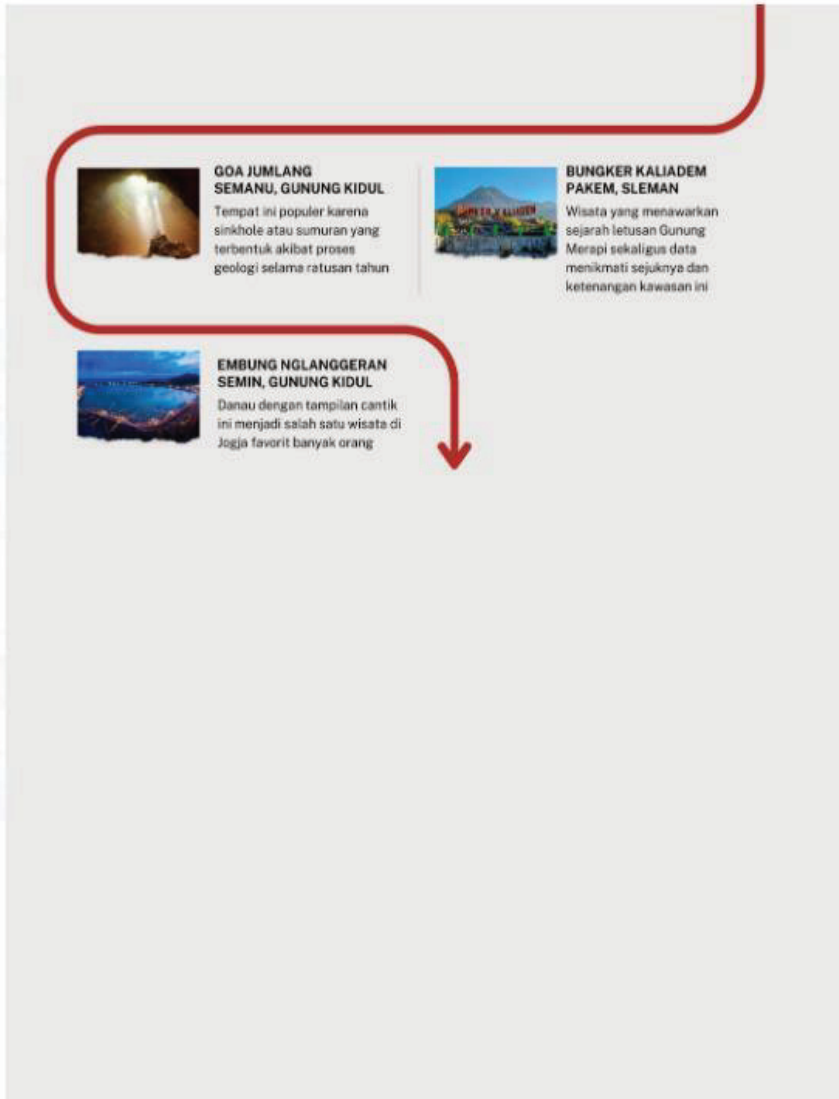 GOA JUMLANG
SEMANU, GUNUNG KIDUL
Tempat ini populer karena
sinkhole atau sumuran yang
terbentuk akibat proses
geologi selama ratusan tahun
BUNGKER KALIADEM
PAKEM, SLEMAN
Wisata yang menawarkan
sejarah letusan Gunung
Merapi sekaligus data
menikmati sejuknya dan
ketenangan kawasan ini
BUNKER KALIADEM
EMBUNG NGLANGGERAN
SEMIN, GUNUNG KIDUL
Danau dengan tampilan cantik
ini menjadi salah satu wisata di
Jogja favorit banyak orang